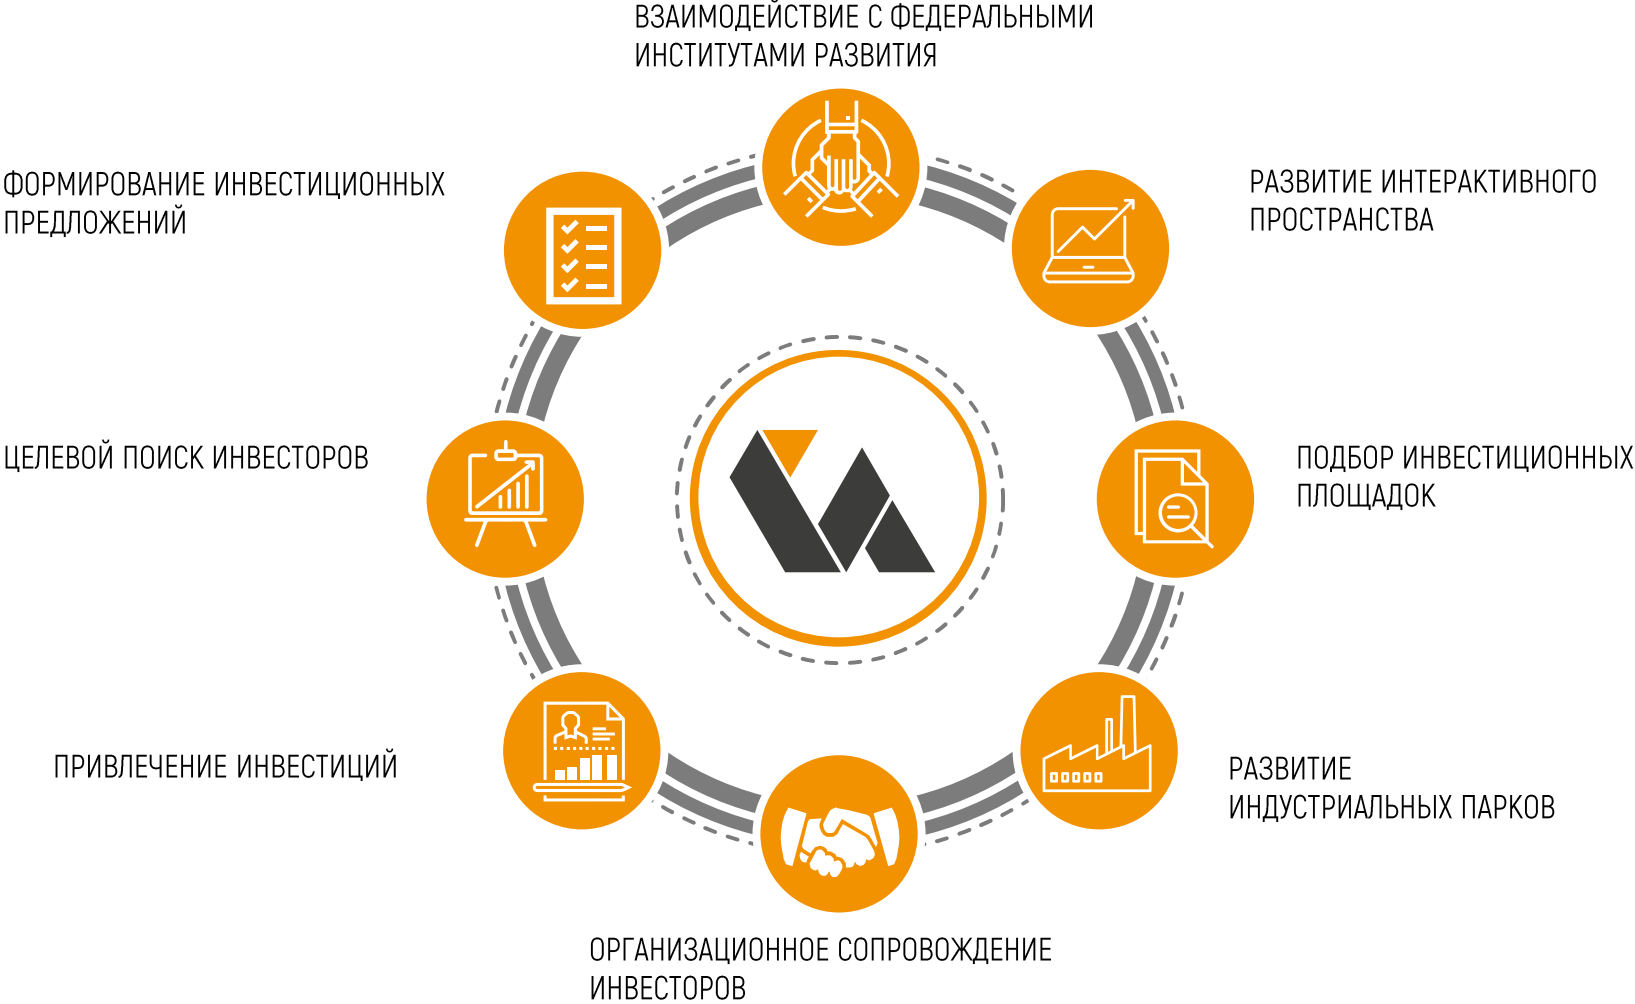 ВЗАИМОДЕЙСТВИЕ С ФЕДЕРАЛЬНЫМИ
ИНСТИТУТАМИ РАЗВИТИЯ
РАЗВИТИЕ ИНТЕРАКТИВНОГО
ПРОСТРАНСТВА
ПОДБОР ИНВЕСТИЦИОННЫХ
ПЛОЩАДОК
РАЗВИТИЕ
ИНДУСТРИАЛЬНЫХ ПАРКОВ
ОРГАНИЗАЦИОННОЕ СОПРОВОЖДЕНИЕ
ИНВЕСТОРОВ
ПРИВЛЕЧЕНИЕ ИНВЕСТИЦИЙ
ЦЕЛЕВОЙ ПОИСК ИНВЕСТОРОВ
ФОРМИРОВАНИЕ ИНВЕСТИЦИОННЫХ
ПРЕДЛОЖЕНИЙ